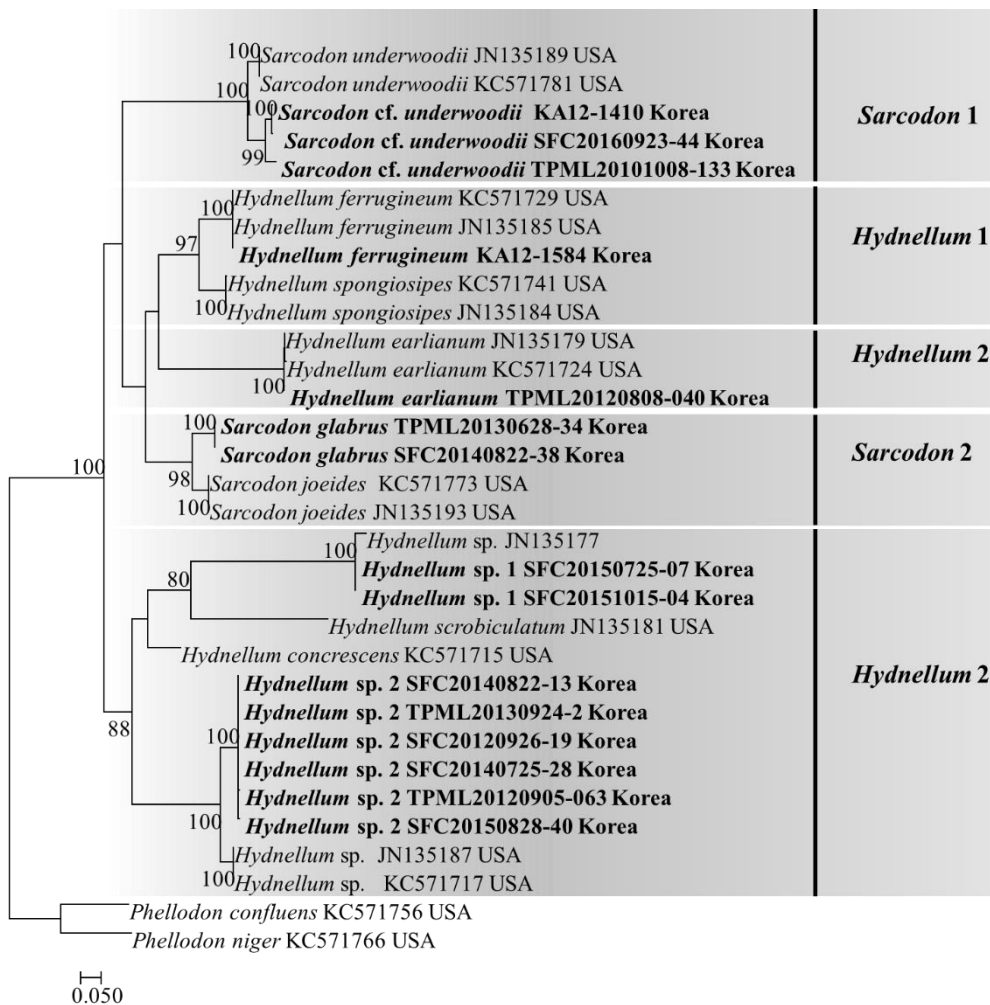 100 Sarcodon underwoodii JN135189 USA
100 Sarcodon underwoodii KC571781 USA
100 Sarcodon cf. underwoodii KA12-1410 Korea
Sarcodon 1
Sarcodon cf. underwoodii SFC20160923-44 Korea
99 Sarcodon cf. underwoodii TPML20101008-133 Korea
Hydnellum ferrugineum KC571729 USA
100
Hydnellum ferrugineum JN135185 USA
Hydnellum 1
97 Hydnellum ferrugineum KA12-1584 Korea
Hydnellum spongiosipes KC571741 USA
100 Hydnellum spongiosipes JN135184 USA
Hydnellum earlianum JN135179 USA
Hydnellum 2
Hydnellum earlianum KC571724 USA
100 Hydnellum earlianum TPML20120808-040 Korea
100 Sarcodon glabrus TPML20130628-34 Korea
Sarcodon glabrus SFC20140822-38 Korea
Sarcodon 2
100
98 Sarcodon joeides KC571773 USA
100 Sarcodon joeides JN135193 USA
Hydnellum sp. JN135177
100
Hydnellum sp. 1 SFC20150725-07 Korea
80
Hydnellum sp. 1 SFC20151015-04 Korea
Hydnellum scrobiculatum JN135181 USA
Hydnellum concrescens KC571715 USA
Hydnellum 2
Hydnellum sp. 2 SFC20140822-13 Korea
Hydnellum sp. 2 TPML20130924-2 Korea
88
100 Hydnellum sp. 2 SFC20120926-19 Korea
Hydnellum sp. 2 SFC20140725-28 Korea
Hydnellum sp. 2 TPML20120905-063 Korea
100 Hydnellum sp. 2 SFC20150828-40 Korea
Hydnellum sp. JN135187 USA
100 Hydnellum sp. KC571717 USA
Phellodon confluens KC571756 USA
Phellodon niger KC571766 USA
0.050